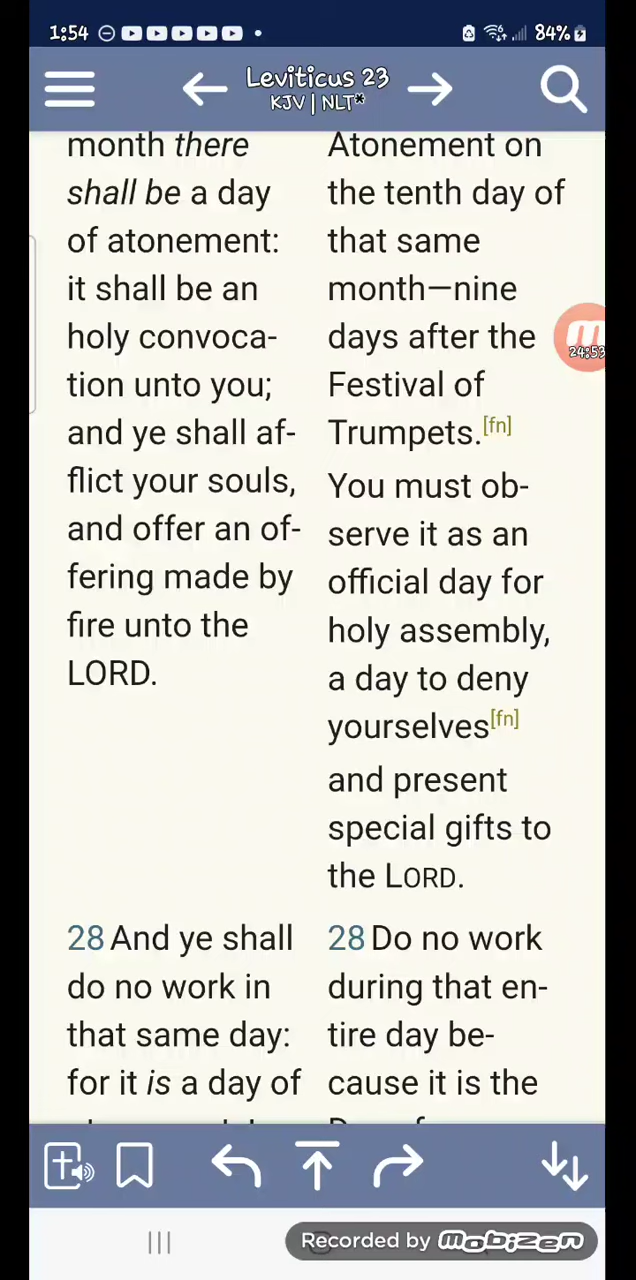 1:54
84%
Leviticus 23
KJV | NLT*
month there
shall be a day
of atonement:
it shall be an
holy convoca-
tion unto you;
and ye shall af-
flict your souls,
and offer an of-
fering made by
fire unto the
LORD.
Atonement on
the tenth day of
that same
month—nine
days after the
Festival of
Trumpets.[fn]
You must ob-
serve it as an
official day for
holy assembly,
a day to deny
yourselves[fn]
and present
special gifts to
the LORD.
24:53
28 And ye shall
do no work in
that same day:
for it is a day of
28 Do no work
during that en-
tire day be-
cause it is the
Recorded by mobizen